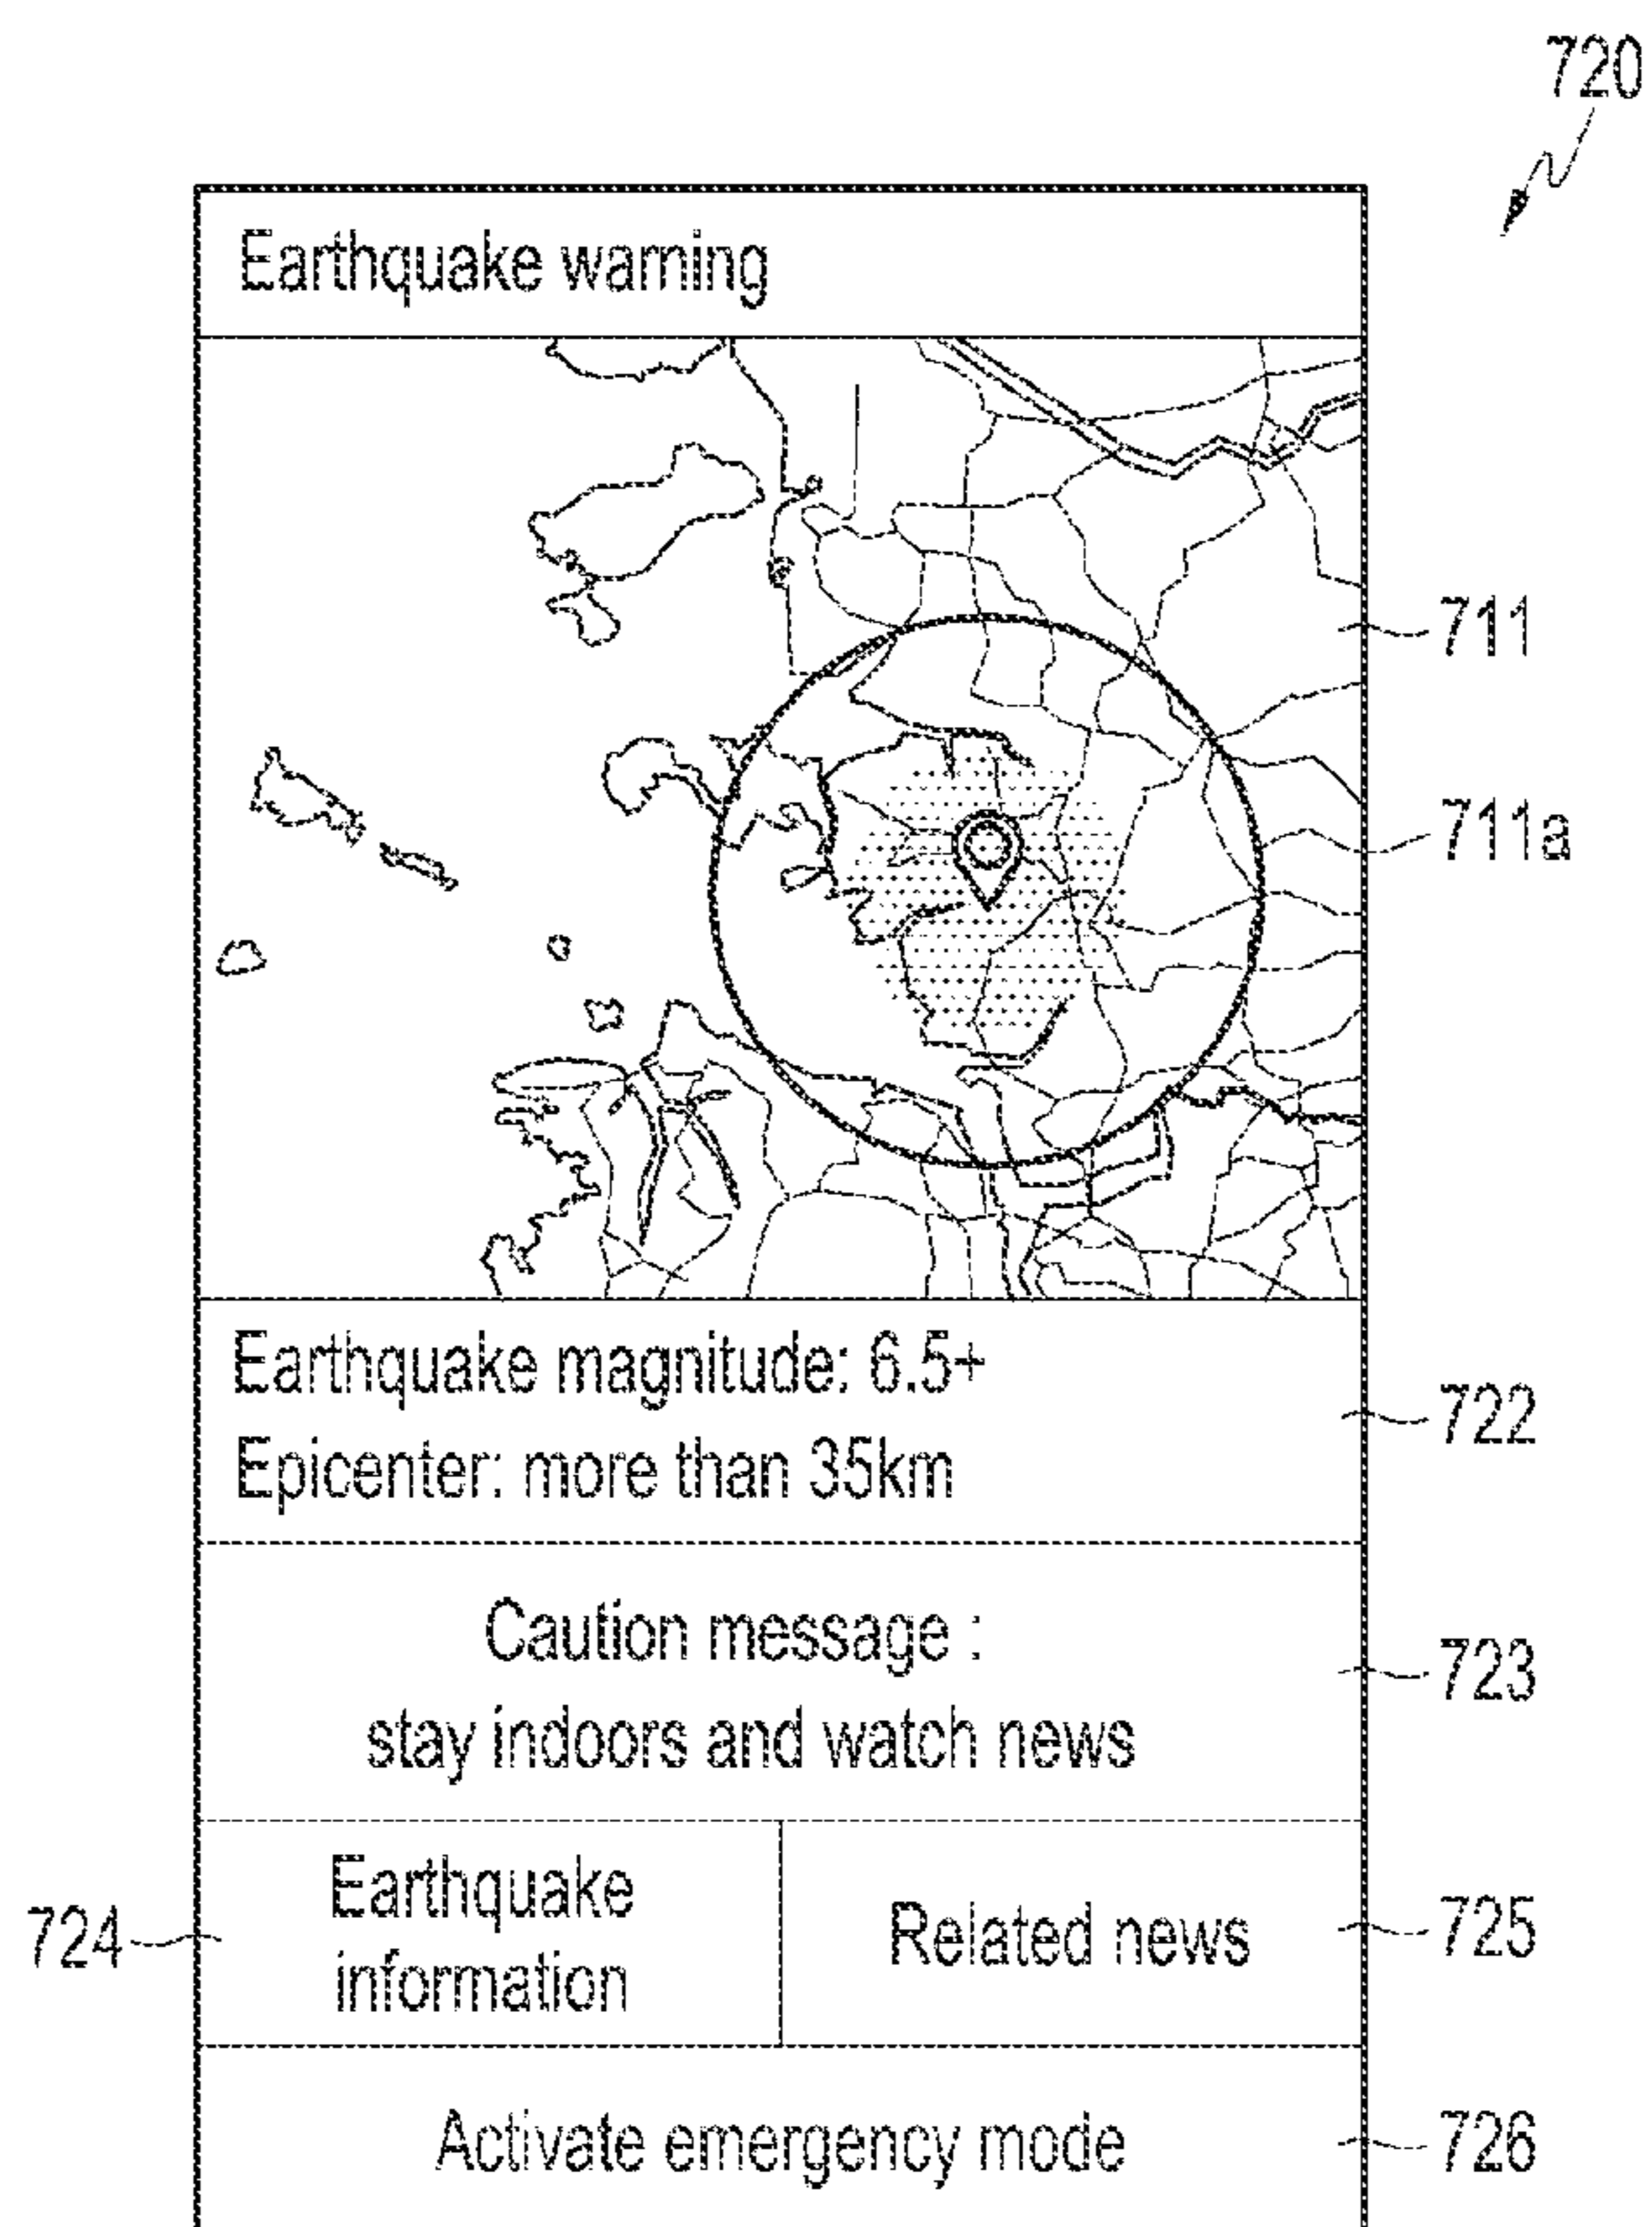 720
Earthquake warning
711
711a
Earthquake magnitude: 6.5+
Epicenter: more than 35km
722
Caution message :
stay indoors and watch news
723
724
Earthquake
information
Related news
725
Activate emergency mode
726